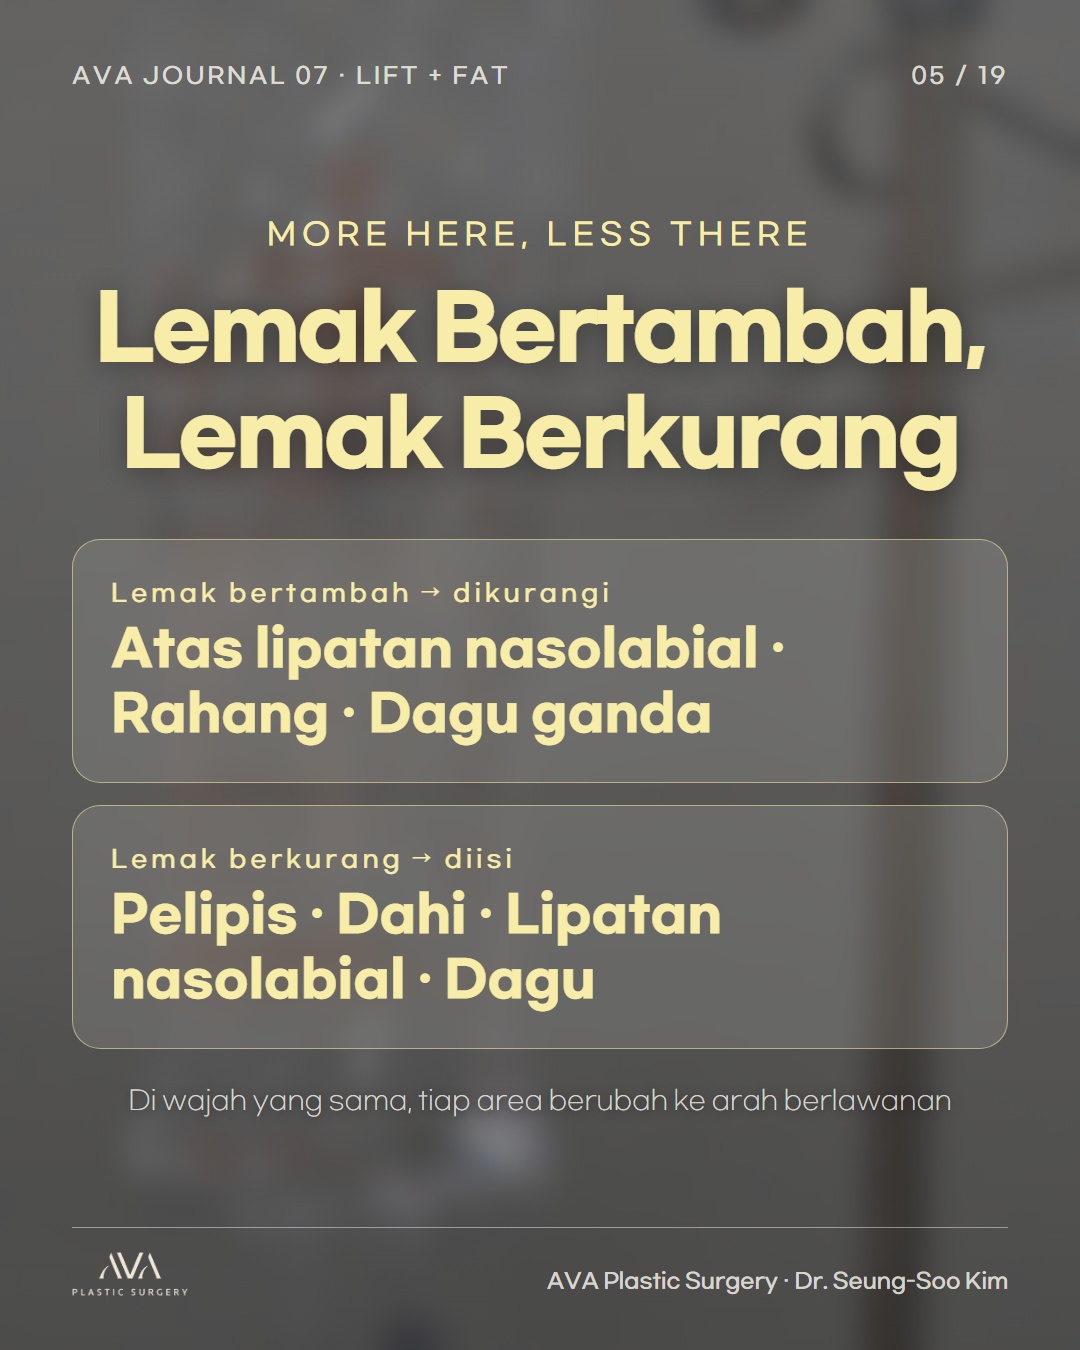 AVA JOURNAL 07 · LIFT + FAT
05 / 19
MORE HERE, LESS THERE
Lemak Bertambah,
Lemak Berkurang
Lemak bertambah → dikurangi
Atas lipatan nasolabial ·
Rahang · Dagu ganda
Lemak berkurang → diisi
Pelipis · Dahi · Lipatan
nasolabial · Dagu
Di wajah yang sama, tiap area berubah ke arah berlawanan
AVA
PLASTIC SURGERY
AVA Plastic Surgery · Dr. Seung-Soo Kim